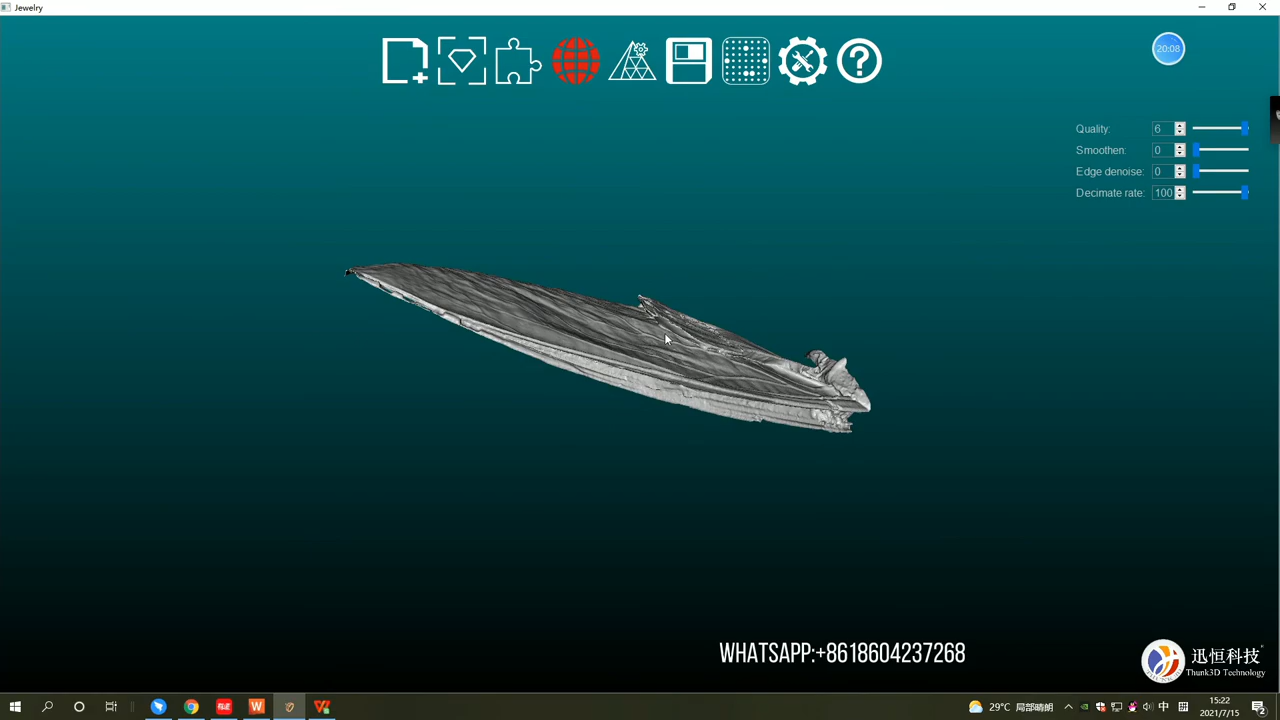 Jewelry
20:08
Quality: 6
Smoothen: 0
Edge denoise: 0
Decimate rate: 100
WHATSAPP:+8618604237268
迅恒科技
Thunk3D Technology
W
29°C 局部晴朗
中
15:22
2021/7/15
2